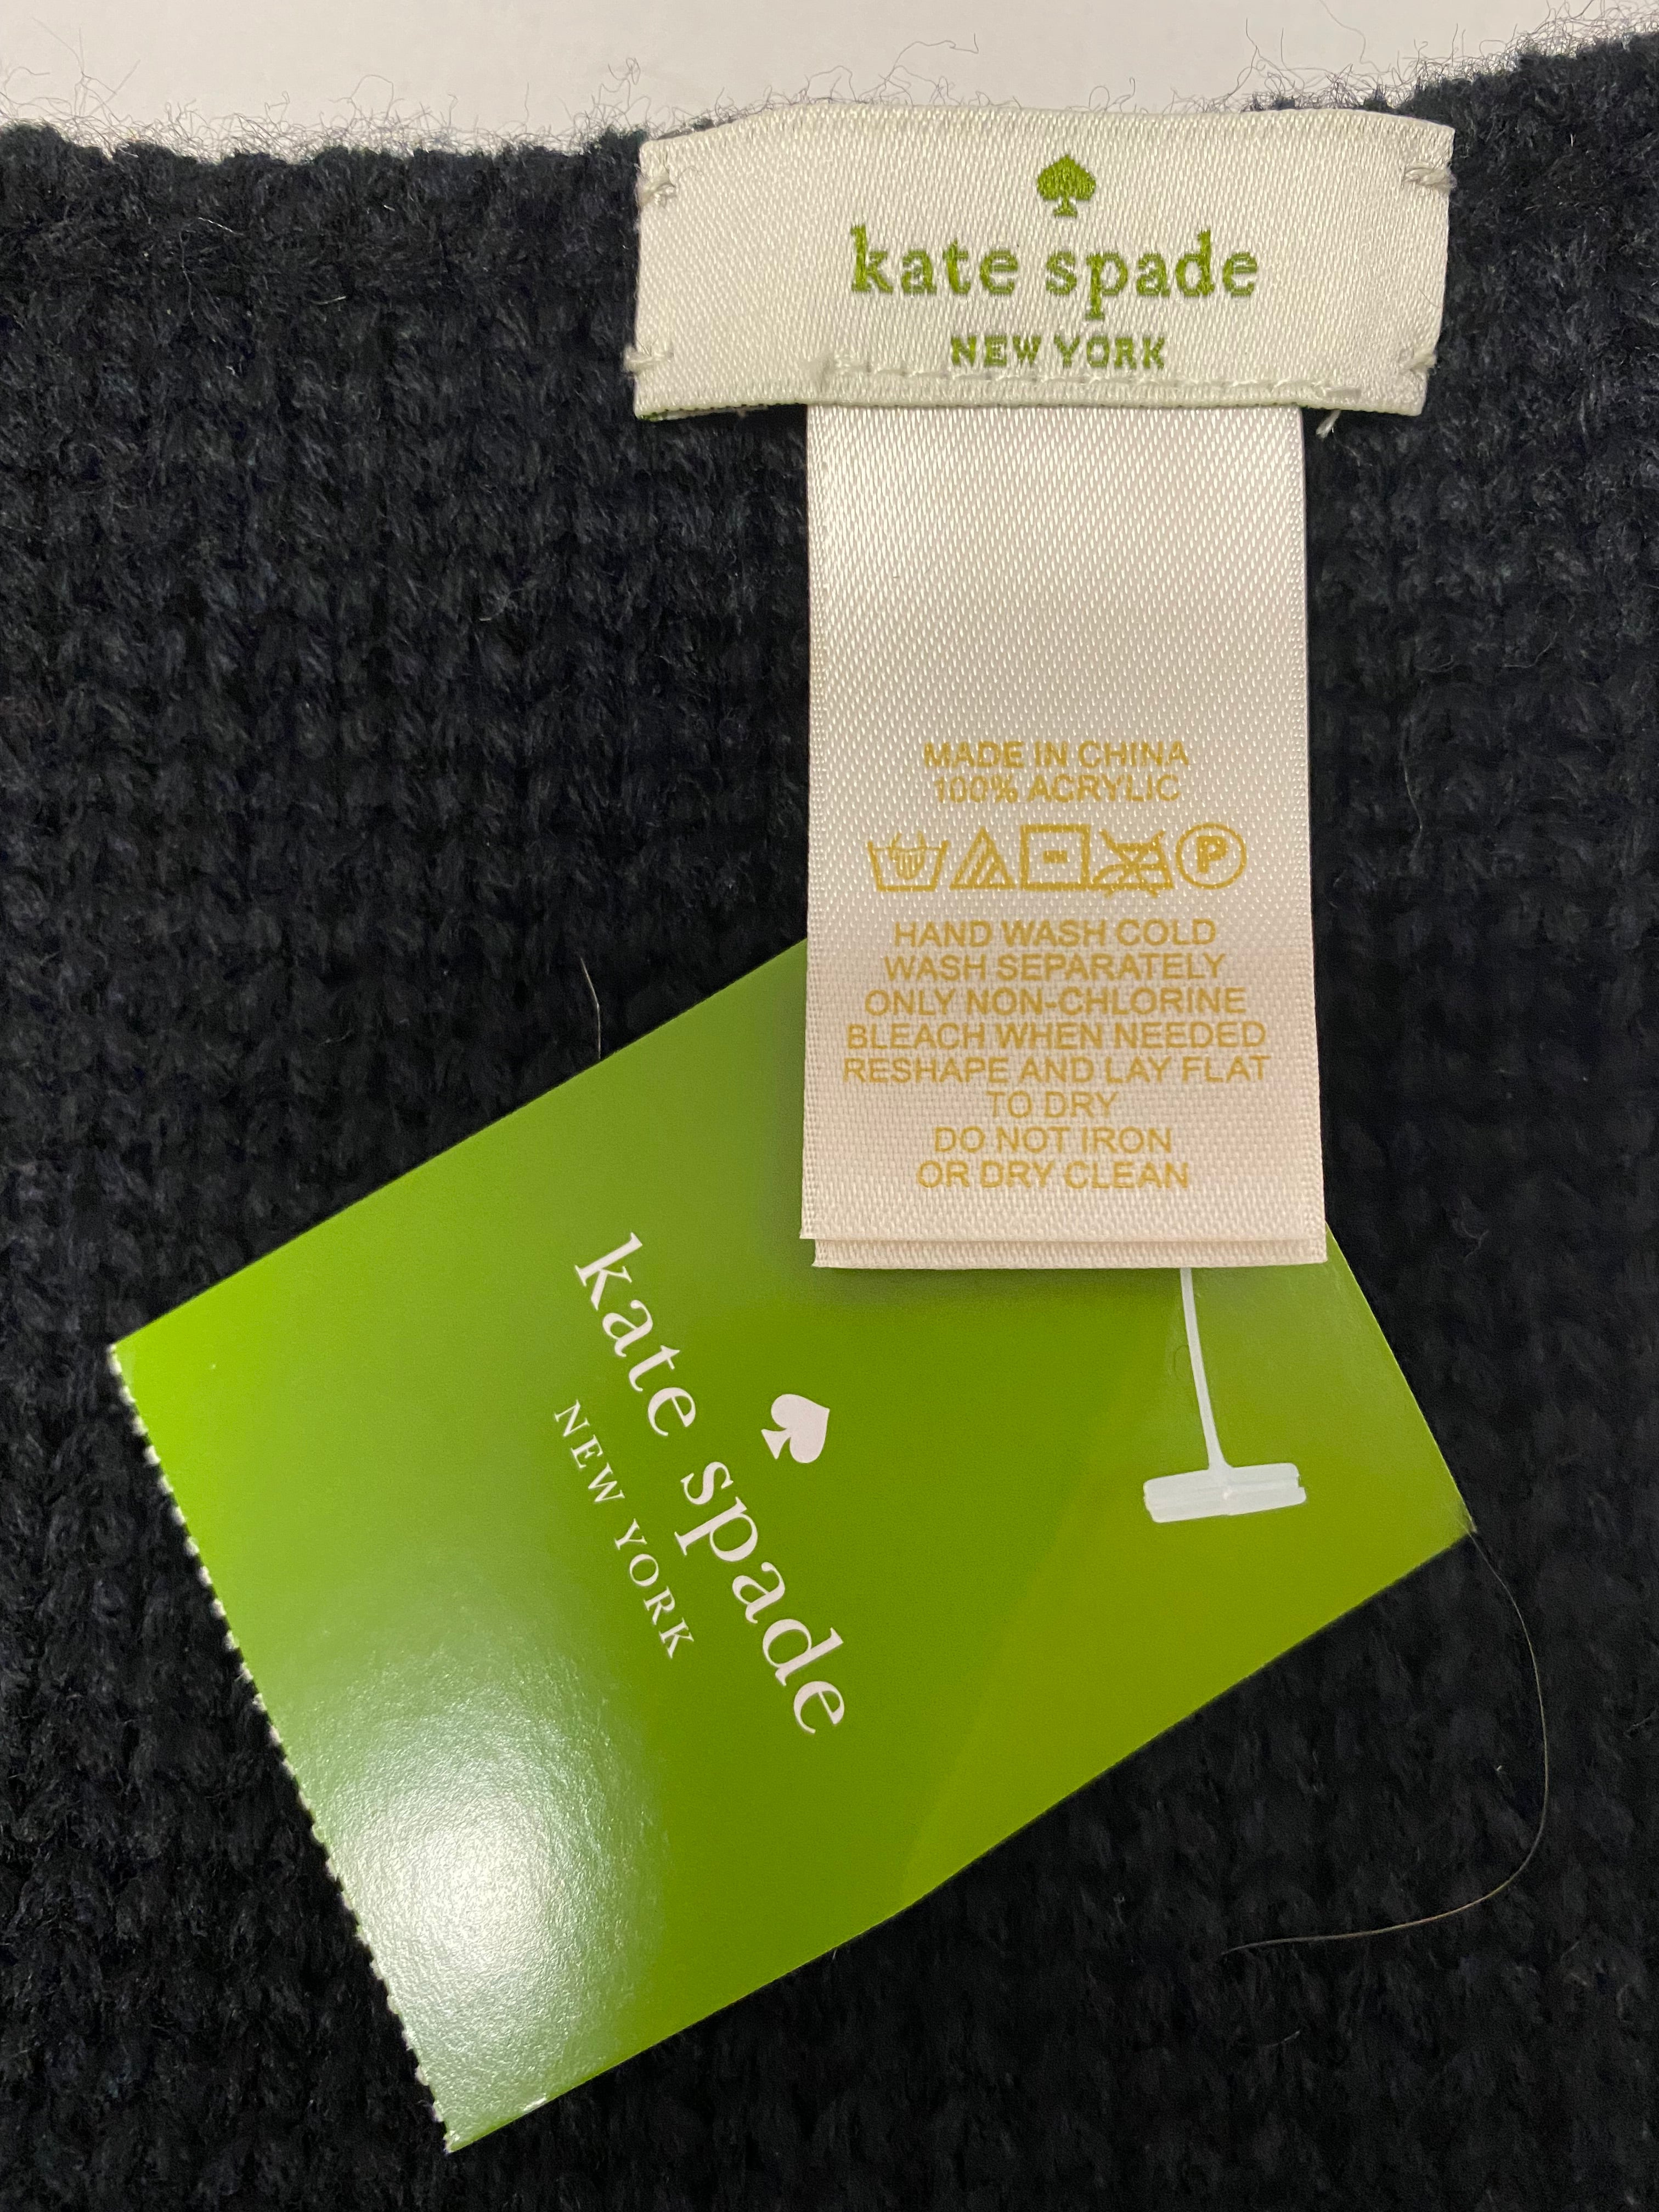 kate spade
NEW YORK
MADE IN CHINA
100% ACRYLIC
P
HAND WASH COLD
WASH SEPARATELY
ONLY NON-CHLORINE
BLEACH WHEN NEEDED
RESHAPE AND LAY FLAT
TO DRY
DO NOT IRON
OR DRY CLEAN
kate spade
NEW YORK